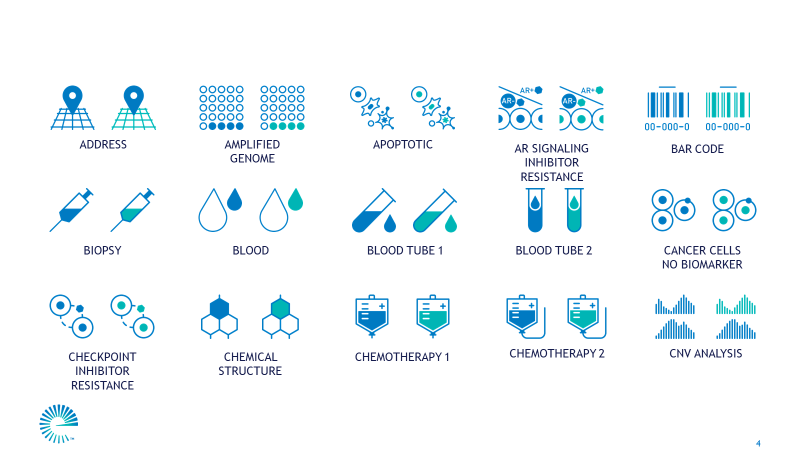 AR+ AR+
AR- AR-
00-000-0 00-000-0
ADDRESS
AMPLIFIED
GENOME
APOPTOTIC
AR SIGNALING
INHIBITOR
RESISTANCE
BAR CODE
BIOPSY
BLOOD
BLOOD TUBE 1
BLOOD TUBE 2
CANCER CELLS
NO BIOMARKER
CHECKPOINT
INHIBITOR
RESISTANCE
CHEMICAL
STRUCTURE
CHEMOTHERAPY 1
CHEMOTHERAPY 2
CNV ANALYSIS
4